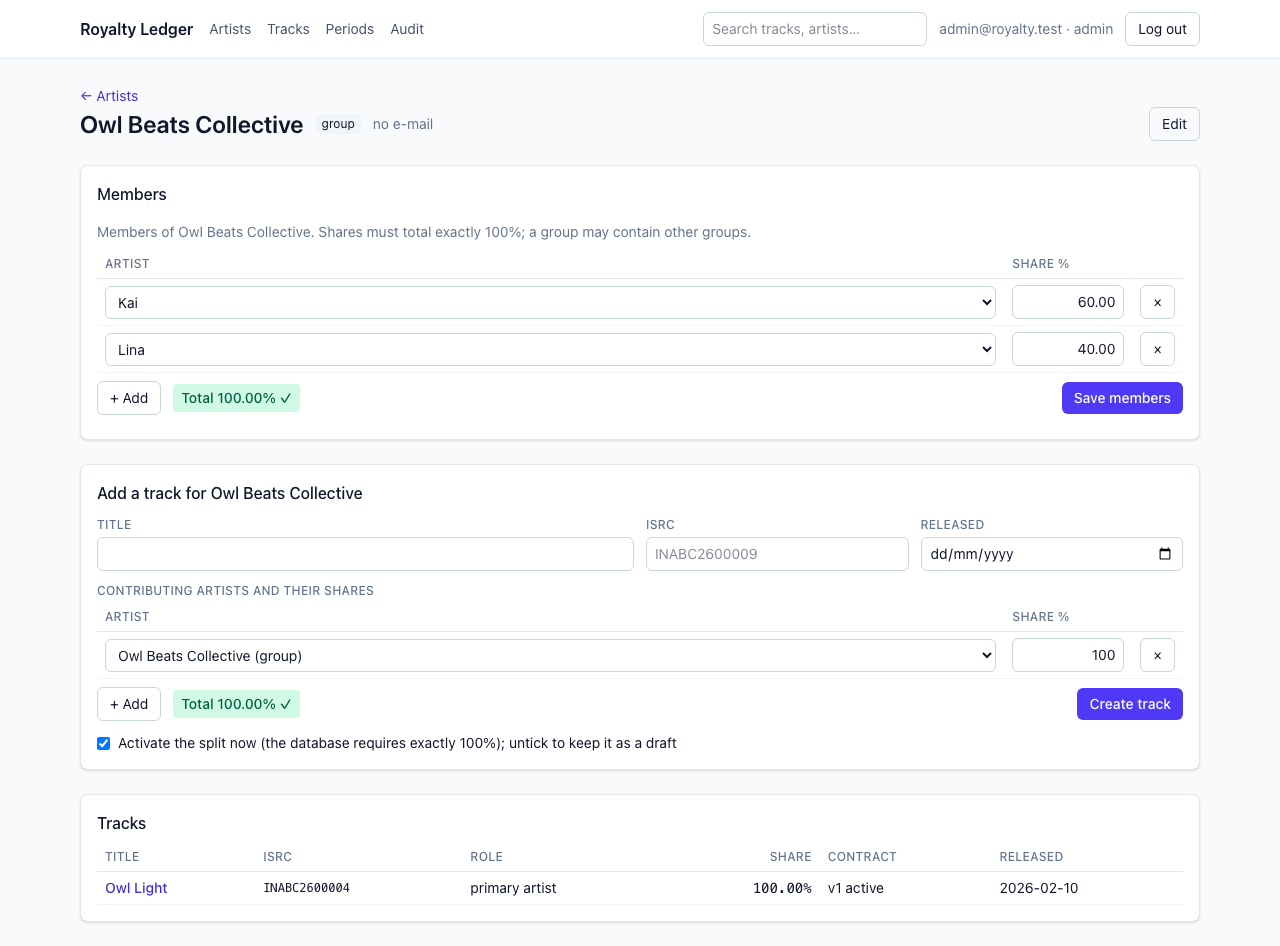 Royalty Ledger Artists Tracks Periods Audit Search tracks, artists... admin@royalty.test · admin Log out
← Artists
Owl Beats Collective group no e-mail Edit
Members
Members of Owl Beats Collective. Shares must total exactly 100%; a group may contain other groups.
ARTIST SHARE %
Kai 60.00 ×
Lina 40.00 ×
+ Add Total 100.00% ✓ Save members
Add a track for Owl Beats Collective
TITLE ISRC RELEASED
INABC2600009 dd/mm/yyyy
CONTRIBUTING ARTISTS AND THEIR SHARES
ARTIST SHARE %
Owl Beats Collective (group) 100 ×
+ Add Total 100.00% ✓ Create track
Activate the split now (the database requires exactly 100%); untick to keep it as a draft
Tracks
TITLE ISRC ROLE SHARE CONTRACT RELEASED
Owl Light INABC2600004 primary artist 100.00% v1 active 2026-02-10